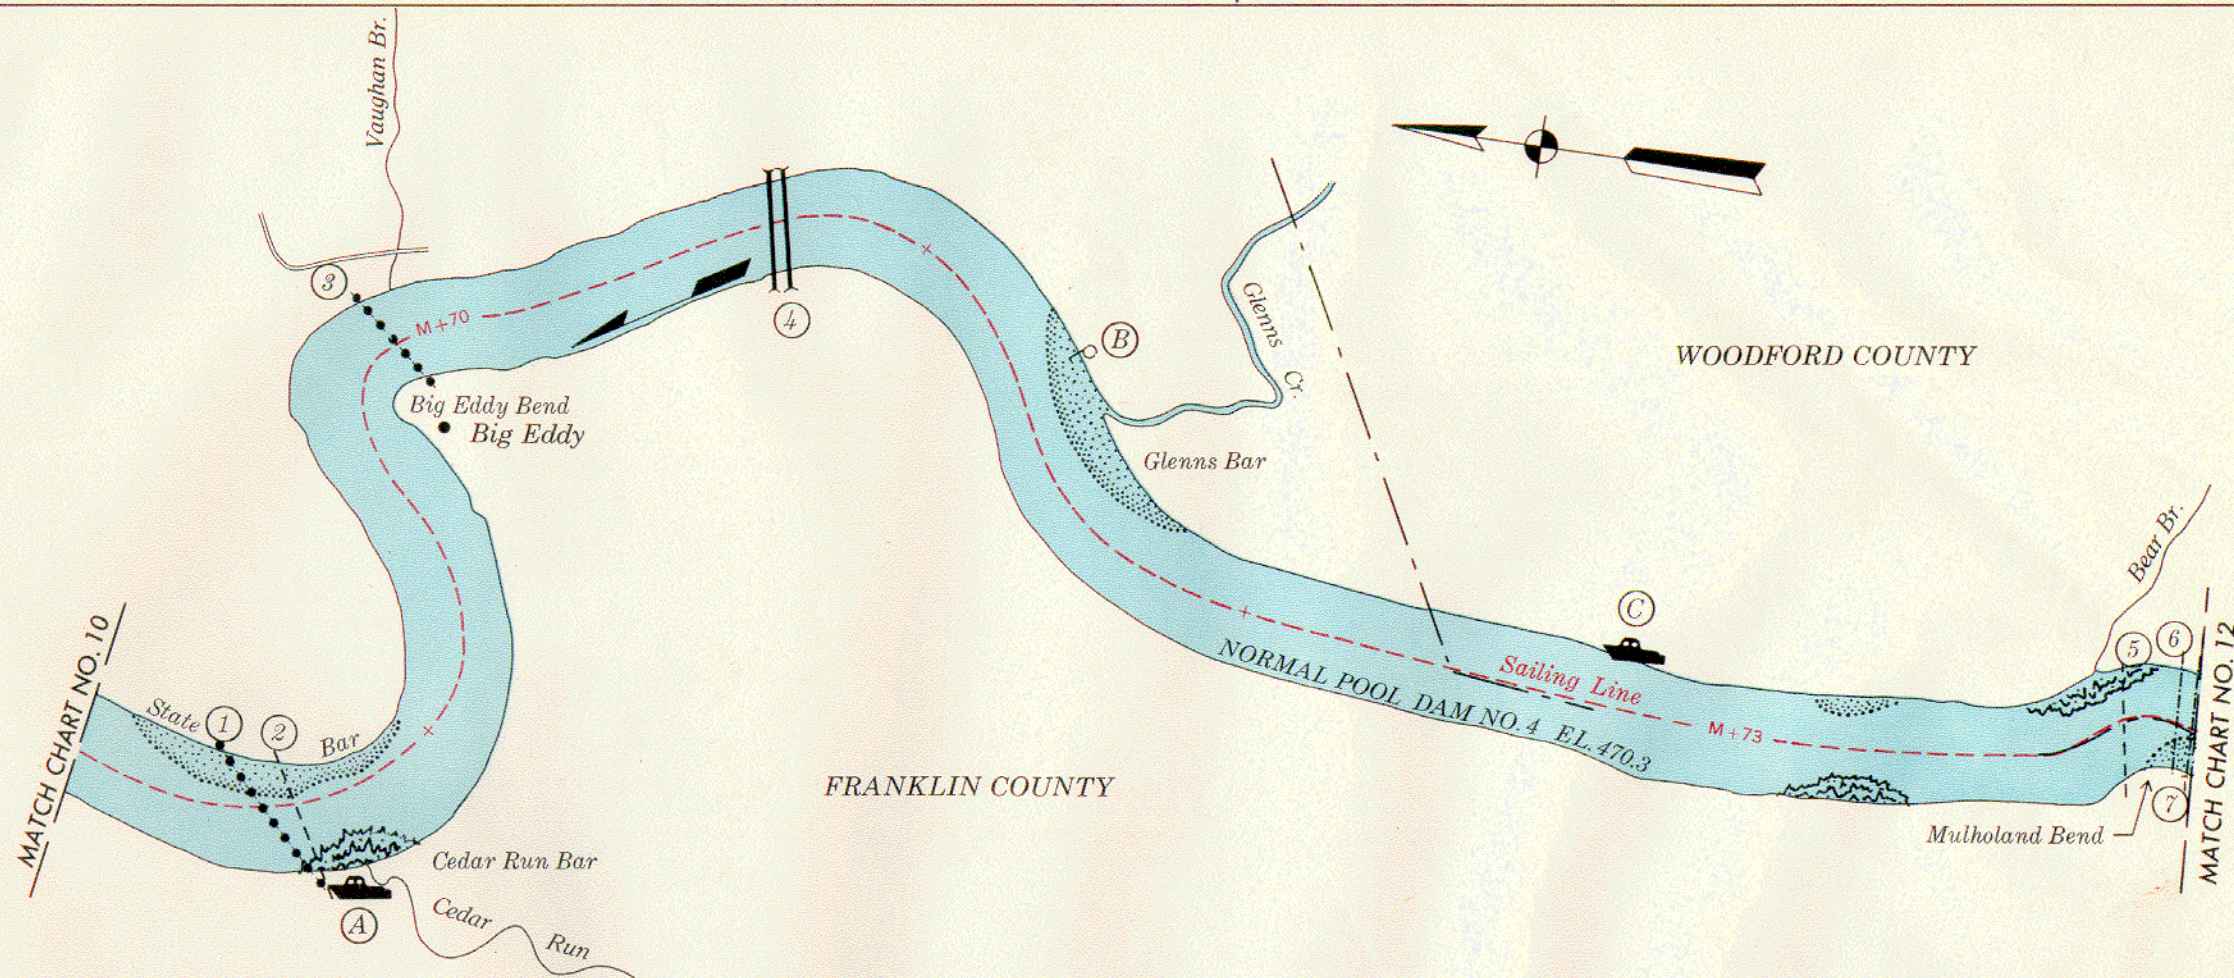 Vaughan Br.
3
M+70
4
Big Eddy Bend
Big Eddy
B
Glenns Cr.
Glenns Bar
WOODFORD COUNTY
Bear Br.
C
Sailing Line
NORMAL POOL DAM NO. 4 EL. 470.3
M+73
5
6
7
MATCH CHART NO. 12
Mulholand Bend
MATCH CHART NO. 10
State Bar
1
2
FRANKLIN COUNTY
Cedar Run Bar
A
Cedar Run